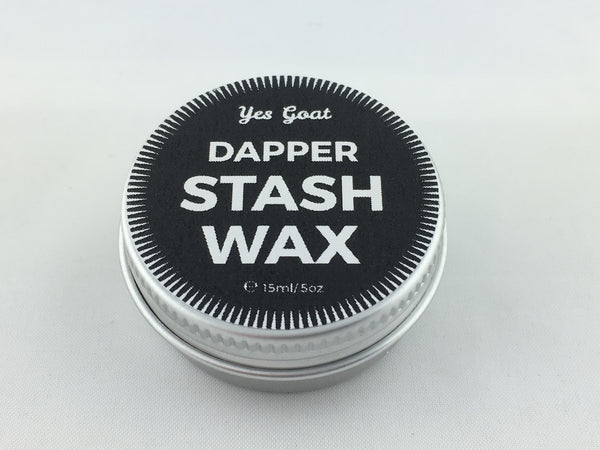 Yes Goat
DAPPER
STASH
WAX
℮ 15ml/5oz